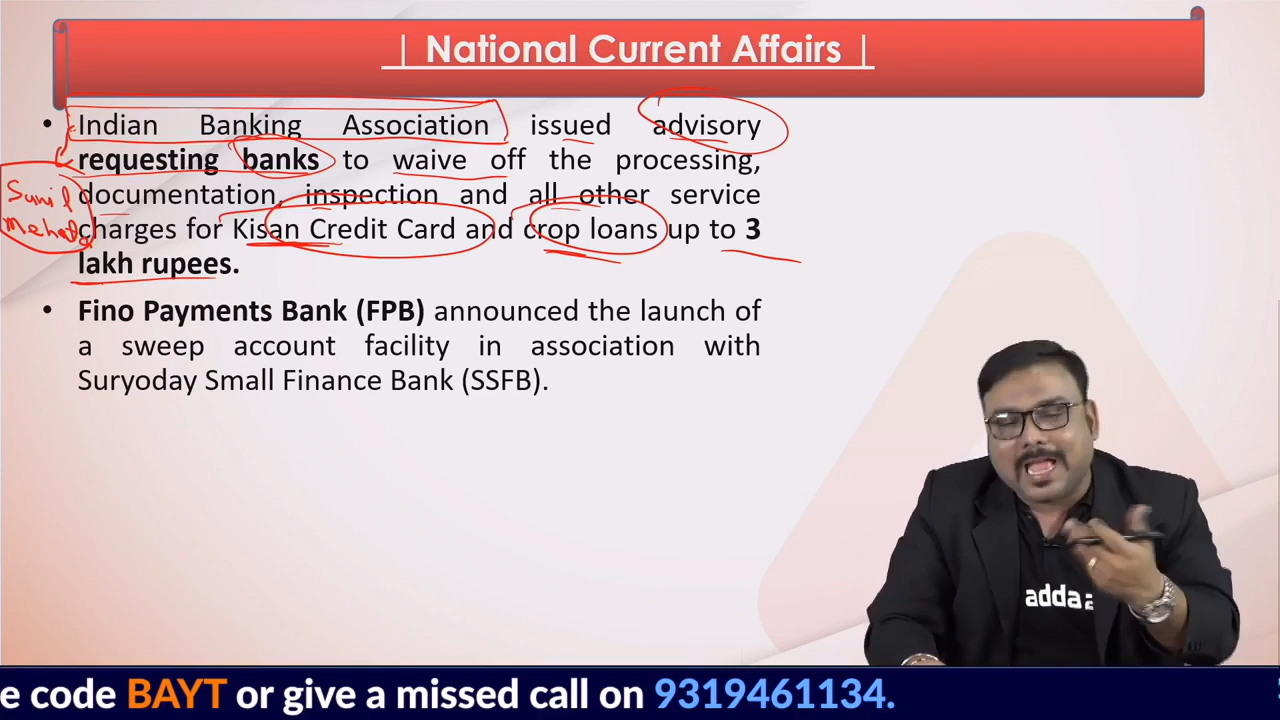 | National Current Affairs |
• Indian Banking Association issued advisory
requesting banks to waive off the processing,
documentation, inspection and all other service
charges for Kisan Credit Card and crop loans up to 3
lakh rupees.
Sunil
• Fino Payments Bank (FPB) announced the launch of
a sweep account facility in association with
Suryoday Small Finance Bank (SSFB).
adda
e code BAYT or give a missed call on 9319461134.